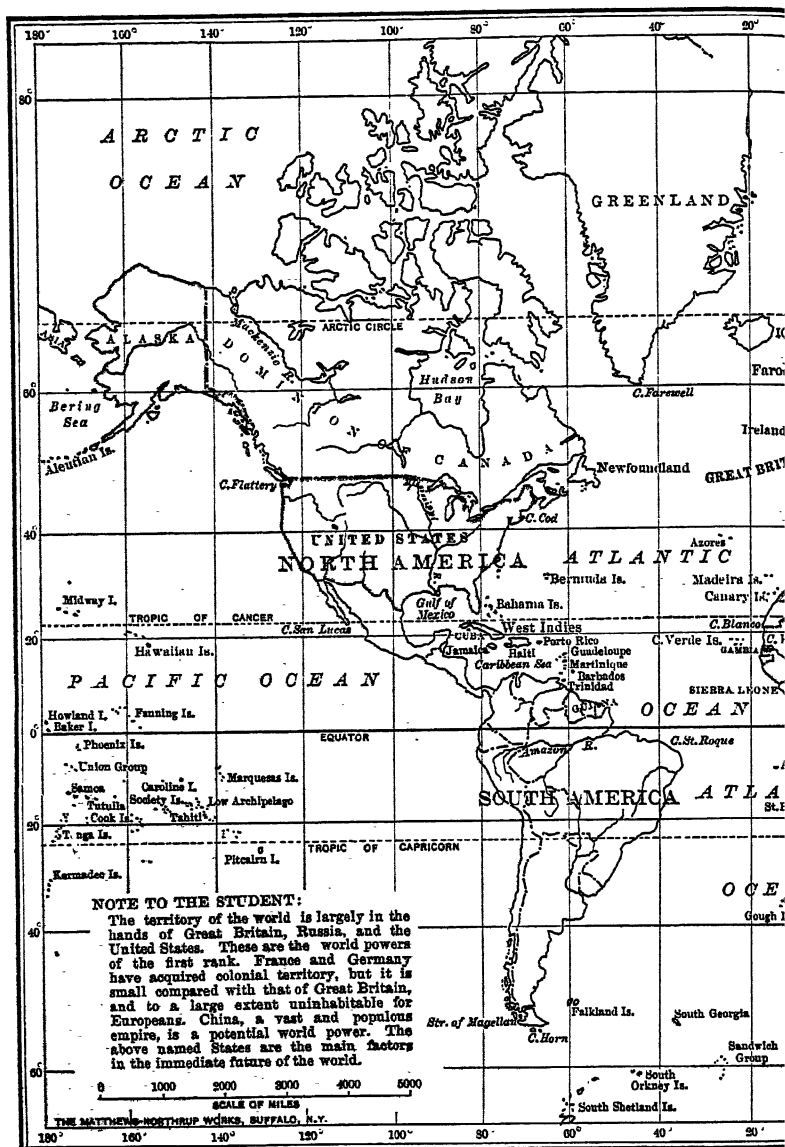 180° 160° 140° 120° 100° 80° 60° 40° 20°
80°
ARCTIC
OCEAN
GREENLAND
ARCTIC CIRCLE
Mackenzie R.
ALASKA
DOMINION OF
CANADA
Hudson
Bay
C. Farewell
Faro
60°
Bering
Sea
Aleutian Is.
Ireland
Newfoundland
GREAT BRIT
C. Flattery
C. Cod
UNITED STATES
NORTH AMERICA
ATLANTIC
40°
Azores
Bermuda Is.
Madeira Is.
Canary Is.
Midway I.
Gulf of
Mexico
Bahama Is.
TROPIC OF CANCER
C. San Lucas
West Indies
C. Blanco
20°
Hawaiian Is.
CUBA
Porto Rico
C. Verde Is.
Jamaica
Haiti
Guadeloupe
GAMBIA
Caribbean Sea
Martinique
Barbados
Trinidad
PACIFIC OCEAN
SIERRA LEONE
Howland I.
Fanning Is.
Baker I.
GUIANA
OCEAN
0°
EQUATOR
Phoenix Is.
Amazon R.
C. St. Roque
Union Group
Marquesas Is.
Samoa
Caroline I.
Tutuila
Society Is.
Low Archipelago
Cook Is.
Tahiti
SOUTH AMERICA
ATLA
St. H
20°
Tonga Is.
TROPIC OF CAPRICORN
Pitcairn I.
Kermadec Is.
OCE
Gough I
40°
NOTE TO THE STUDENT:
The territory of the world is largely in the
hands of Great Britain, Russia, and the
United States. These are the world powers
of the first rank. France and Germany
have acquired colonial territory, but it is
small compared with that of Great Britain,
and to a large extent uninhabitable for
Europeans. China, a vast and populous
empire, is a potential world power. The
above named States are the main factors
in the immediate future of the world.
Str. of Magellan
Falkland Is.
C. Horn
South Georgia
Sandwich
Group
60°
South
Orkney Is.
South Shetland Is.
0 1000 2000 3000 4000 5000
SCALE OF MILES
THE MATTHEWS-NORTHRUP WORKS, BUFFALO, N.Y.
180° 160° 140° 120° 100° 80° 60° 40° 20°